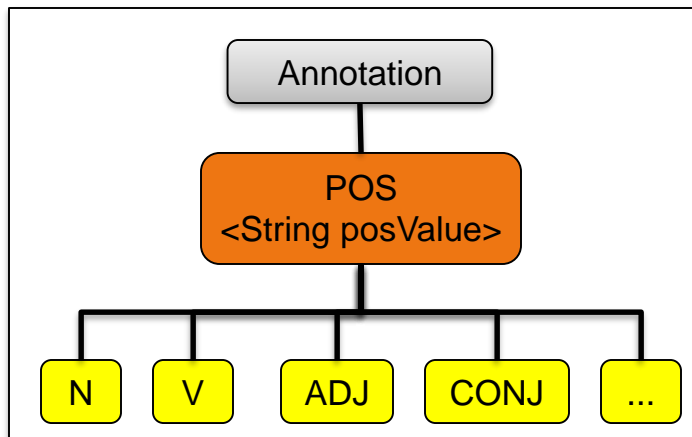 Annotation
POS
<String posValue>
N V ADJ CONJ ...